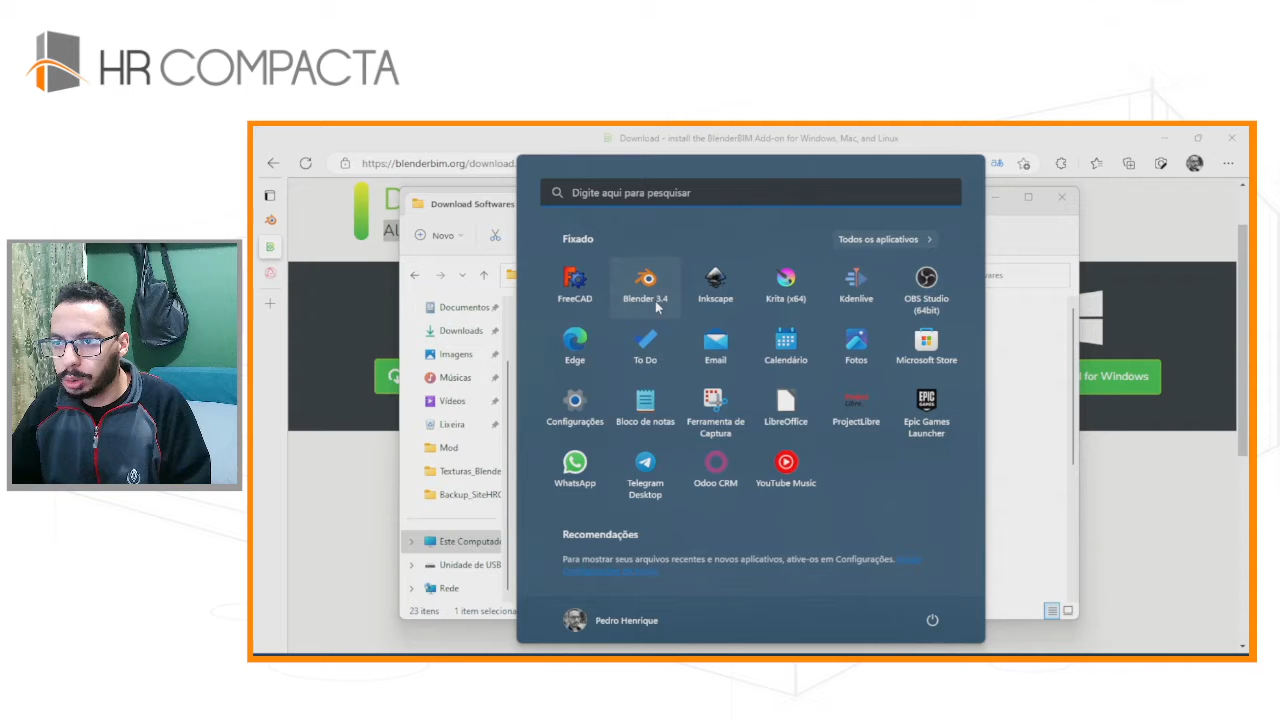 HR COMPACTA
Download - install the BlenderBIM Add-on for Windows, Mac, and Linux
https://blenderbim.org/download.
Download Softwares
Novo
Digite aqui para pesquisar
Fixado
Todos os aplicativos
FreeCAD
Blender 3.4
Inkscape
Krita (x64)
Kdenlive
OBS Studio
(64bit)
Edge
To Do
Email
Calendário
Fotos
Microsoft Store
Configurações
Bloco de notas
Ferramenta de
Captura
LibreOffice
ProjectLibre
Epic Games
Launcher
WhatsApp
Telegram
Desktop
Odoo CRM
YouTube Music
Recomendações
Para mostrar seus arquivos recentes e novos aplicativos, ative-os em Configurações.
Pedro Henrique
Documentos
Downloads
Imagens
Músicas
Vídeos
Lixeira
Mod
Texturas_Blende
Backup_SiteHRC
Este Computado
Unidade de USB
Rede
23 itens
1 item seleciona
wares
for Windows